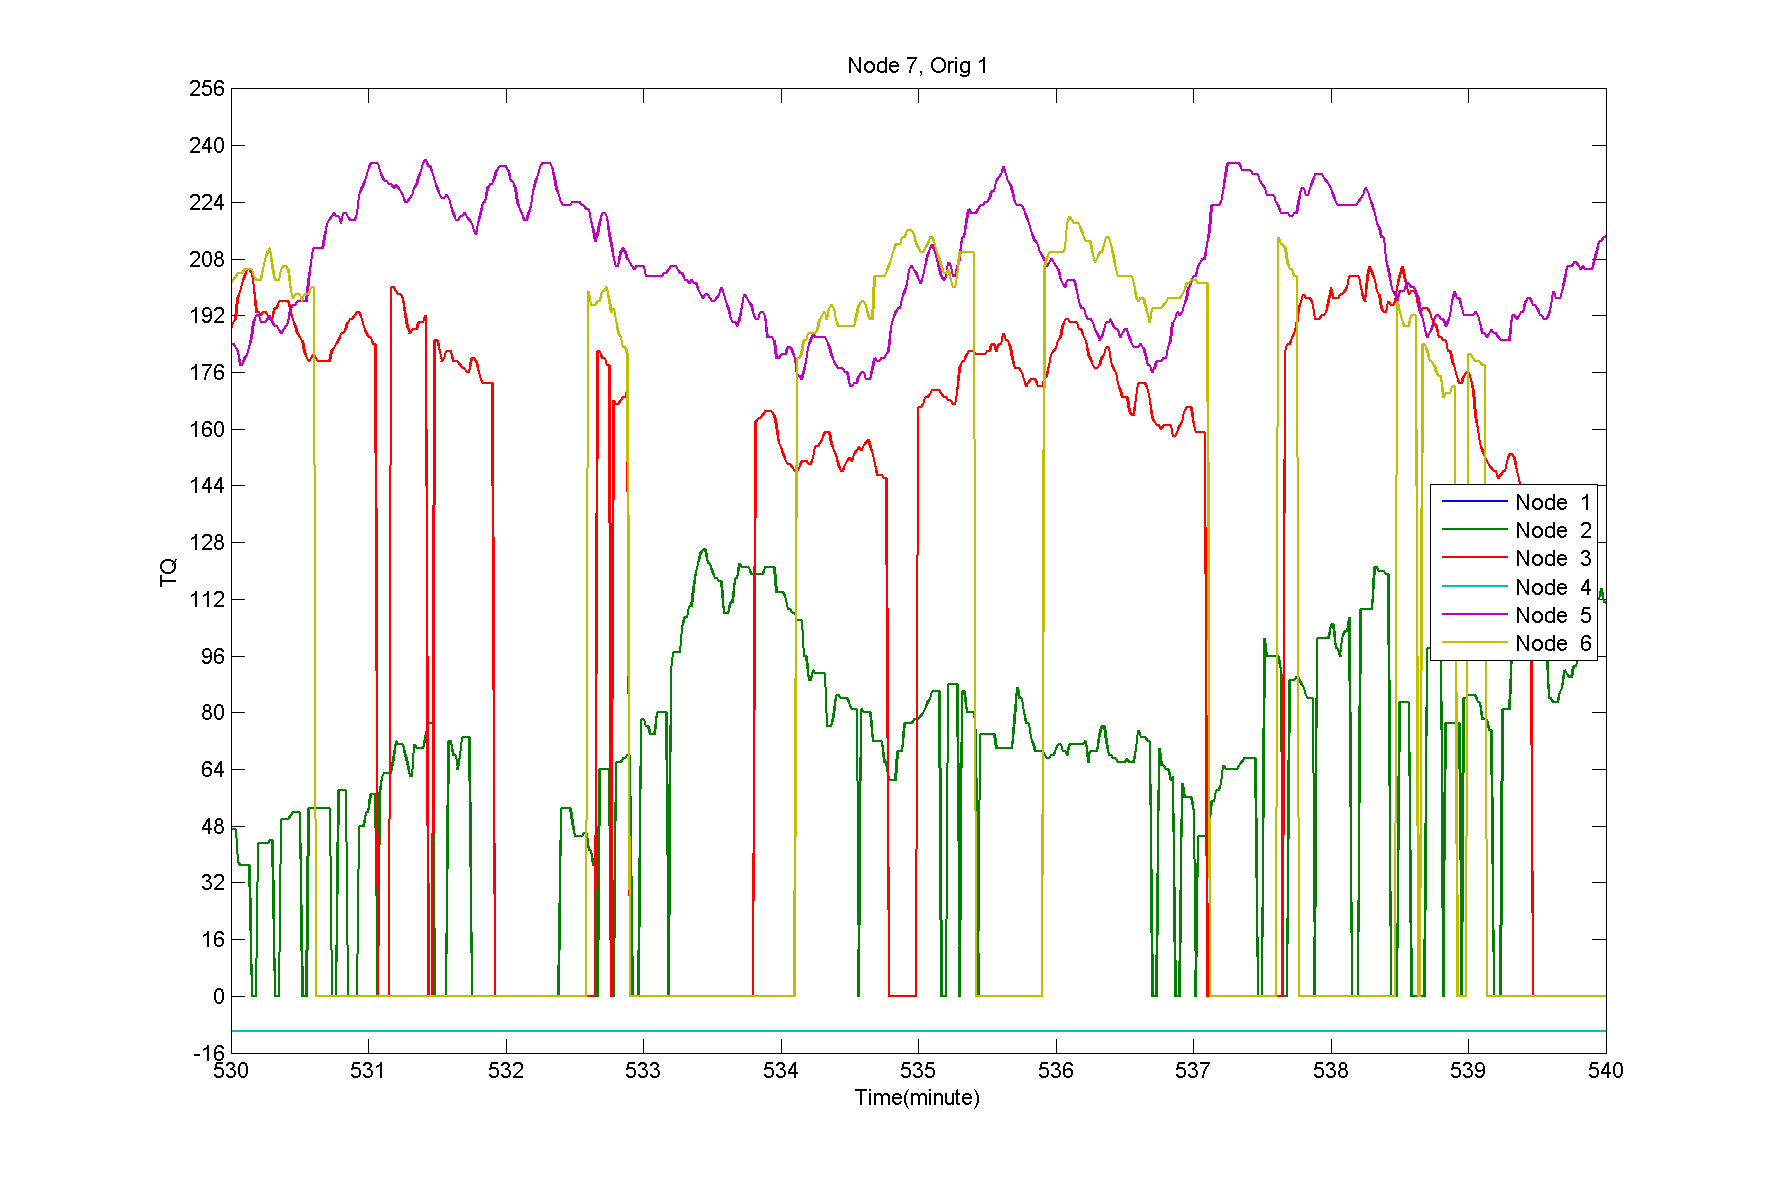 Node 7, Orig 1
256
240
224
208
192
176
160
144
128
112
96
80
64
48
32
16
0
-16
TQ
Node 1
Node 2
Node 3
Node 4
Node 5
Node 6
530 531 532 533 534 535 536 537 538 539 540
Time(minute)